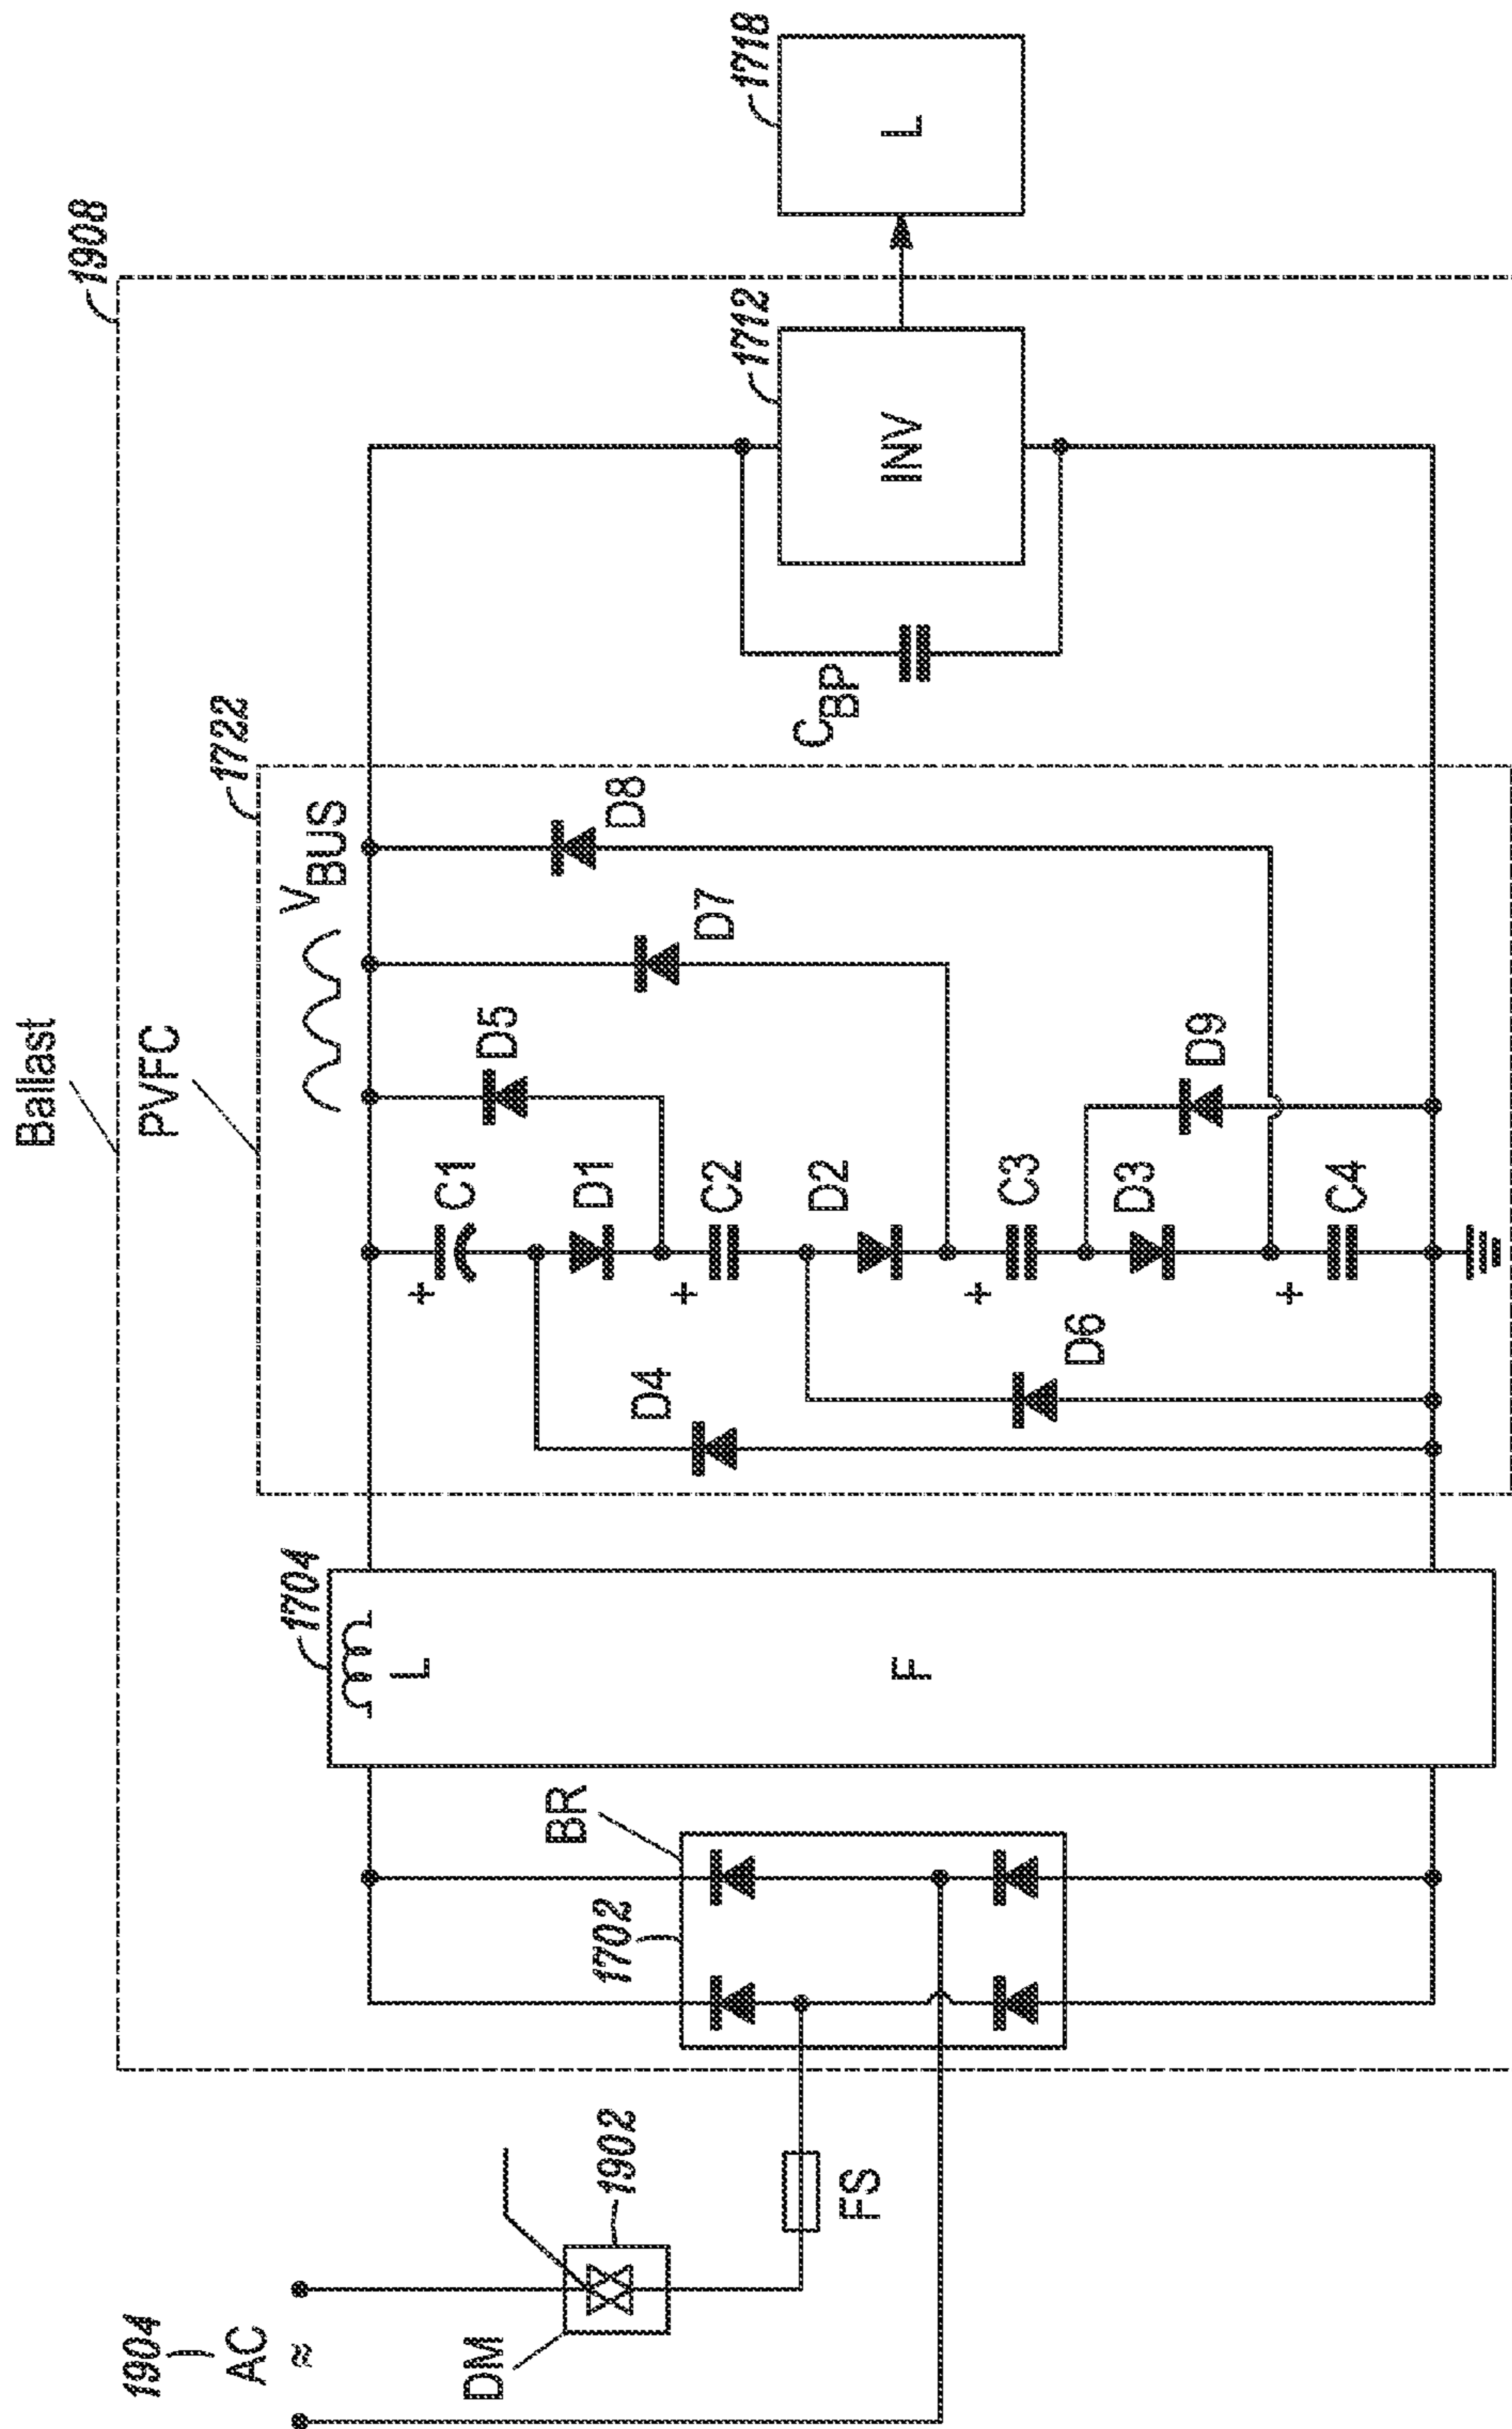 1904
AC
≈
DM
1902
FS
Ballast
1908
1702
BR
1704
L
F
PVFC
1722
V
BUS
C1
+
D1
D5
C2
+
D2
D7
C3
+
D3
D9
C4
+
D4
D6
D8
C
BP
1712
INV
1718
L